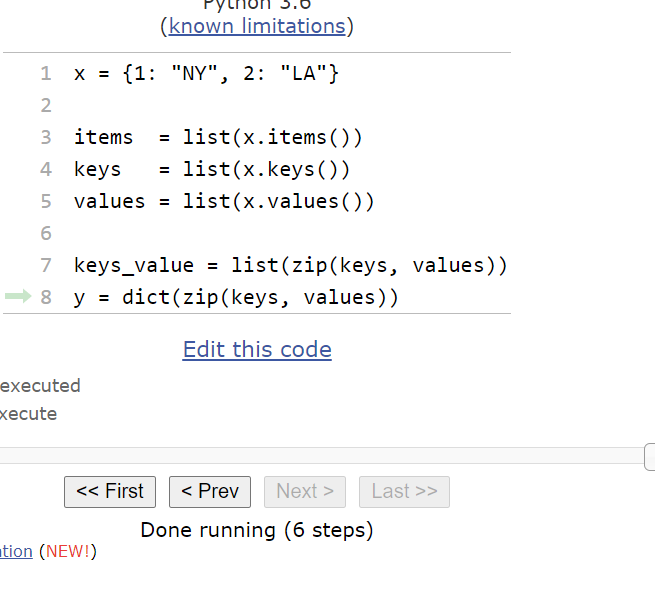 Python 3.6
(known limitations)
1 x = {1: "NY", 2: "LA"}
2
3 items  = list(x.items())
4 keys   = list(x.keys())
5 values = list(x.values())
6
7 keys_value = list(zip(keys, values))
8 y = dict(zip(keys, values))
Edit this code
executed
xecute
<< First < Prev Next > Last >>
Done running (6 steps)
ation (NEW!)